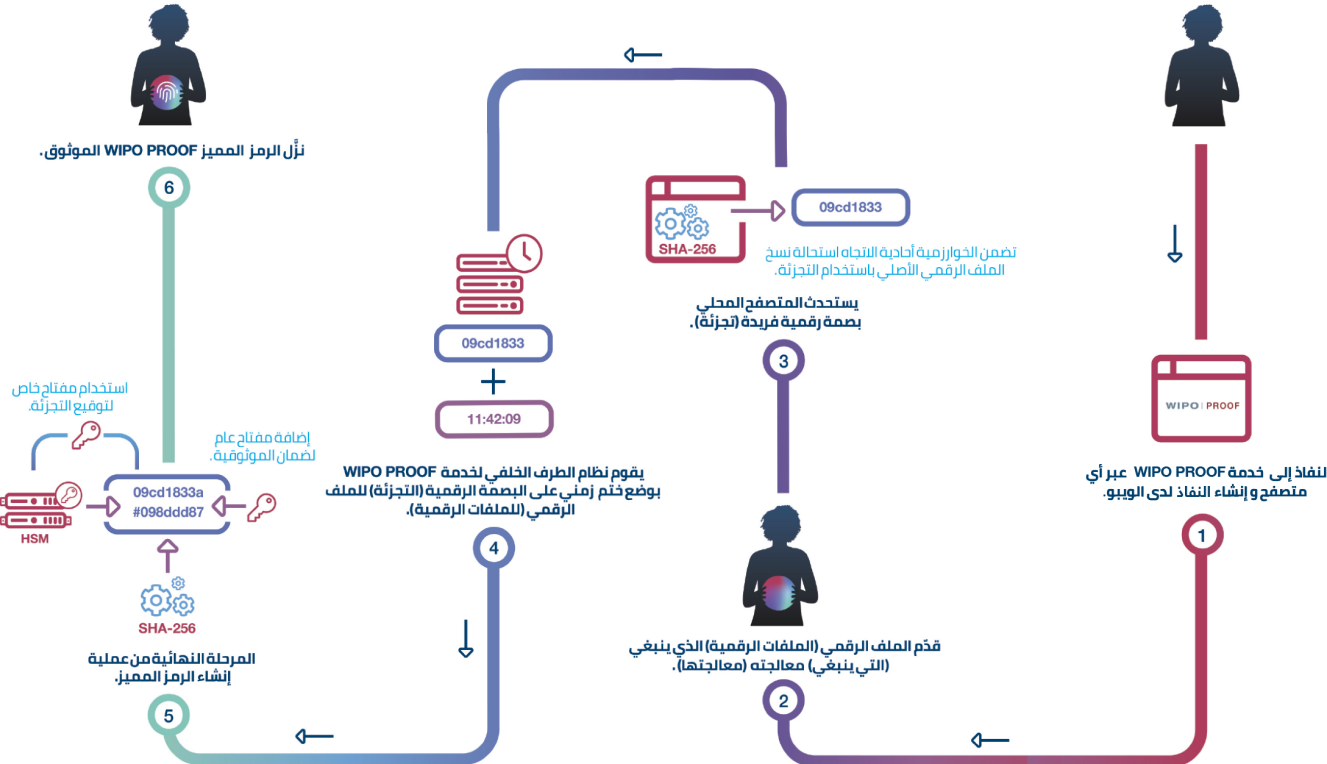 WIPO | PROOF
لنفاذ إلى خدمة WIPO PROOF عبر أي
متصفح و إنشاء النفاذ لدى الويبو.
1
2
قدّم الملف الرقمي (الملفات الرقمية) الذي ينبغي
(التي ينبغي) معالجته (معالجتها).
3
SHA-256
09cd1833
تضمن الخوارزمية أحادية الاتجاه استحالة نسخ
الملف الرقمي الأصلي باستخدام التجزئة.
يستحدث المتصفح المحلي
بصمة رقمية فريدة (تجزئة).
09cd1833
+
11:42:09
يقوم نظام الطرف الخلفي لخدمة WIPO PROOF
بوضع ختم زمني على البصمة الرقمية (التجزئة) للملف
الرقمي (للملفات الرقمية).
4
5
المرحلة النهائية من عملية
إنشاء الرمز المميز.
SHA-256
HSM
09cd1833a
#098ddd87
إضافة مفتاح عام
لضمان الموثوقية.
استخدام مفتاح خاص
لتوقيع التجزئة.
6
نزَّل الرمز المميز WIPO PROOF الموثوق.